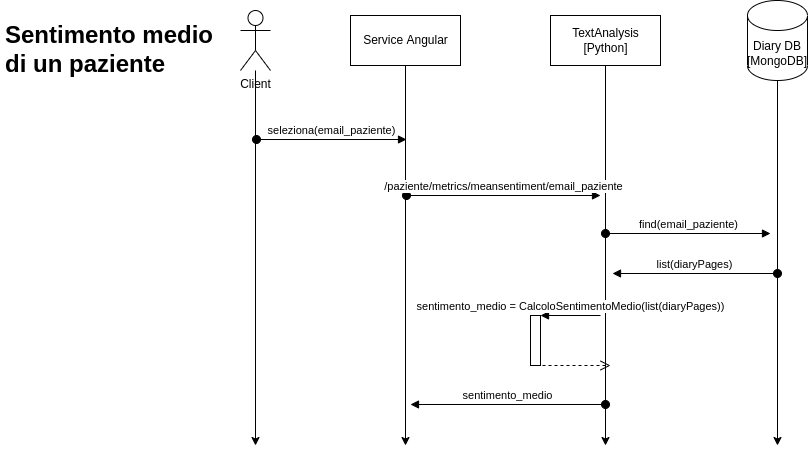 Sentimento medio
di un paziente
Client
Service Angular
TextAnalysis
[Python]
Diary DB
[MongoDB]
seleziona(email_paziente)
/paziente/metrics/meansentiment/email_paziente
find(email_paziente)
list(diaryPages)
sentimento_medio = CalcoloSentimentoMedio(list(diaryPages))
sentimento_medio